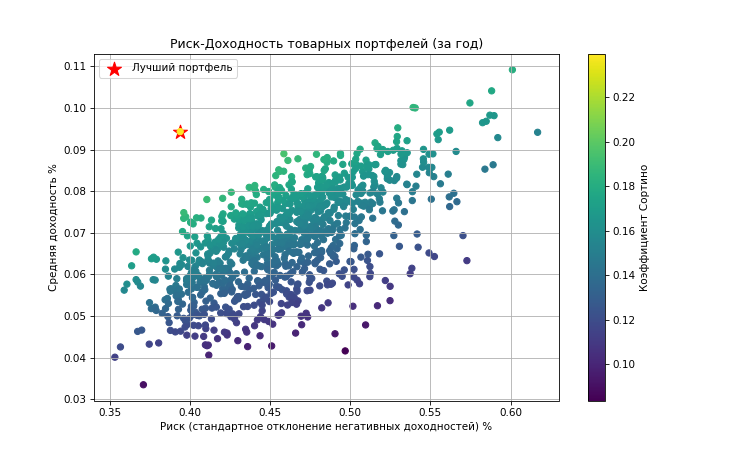 Риск-Доходность товарных портфелей (за год)
Лучший портфель
Средняя доходность %
0.11
0.10
0.09
0.08
0.07
0.06
0.05
0.04
0.03
0.35 0.40 0.45 0.50 0.55 0.60
Риск (стандартное отклонение негативных доходностей) %
0.22
0.20
0.18
0.16
0.14
0.12
0.10
Коэффициент Сортино